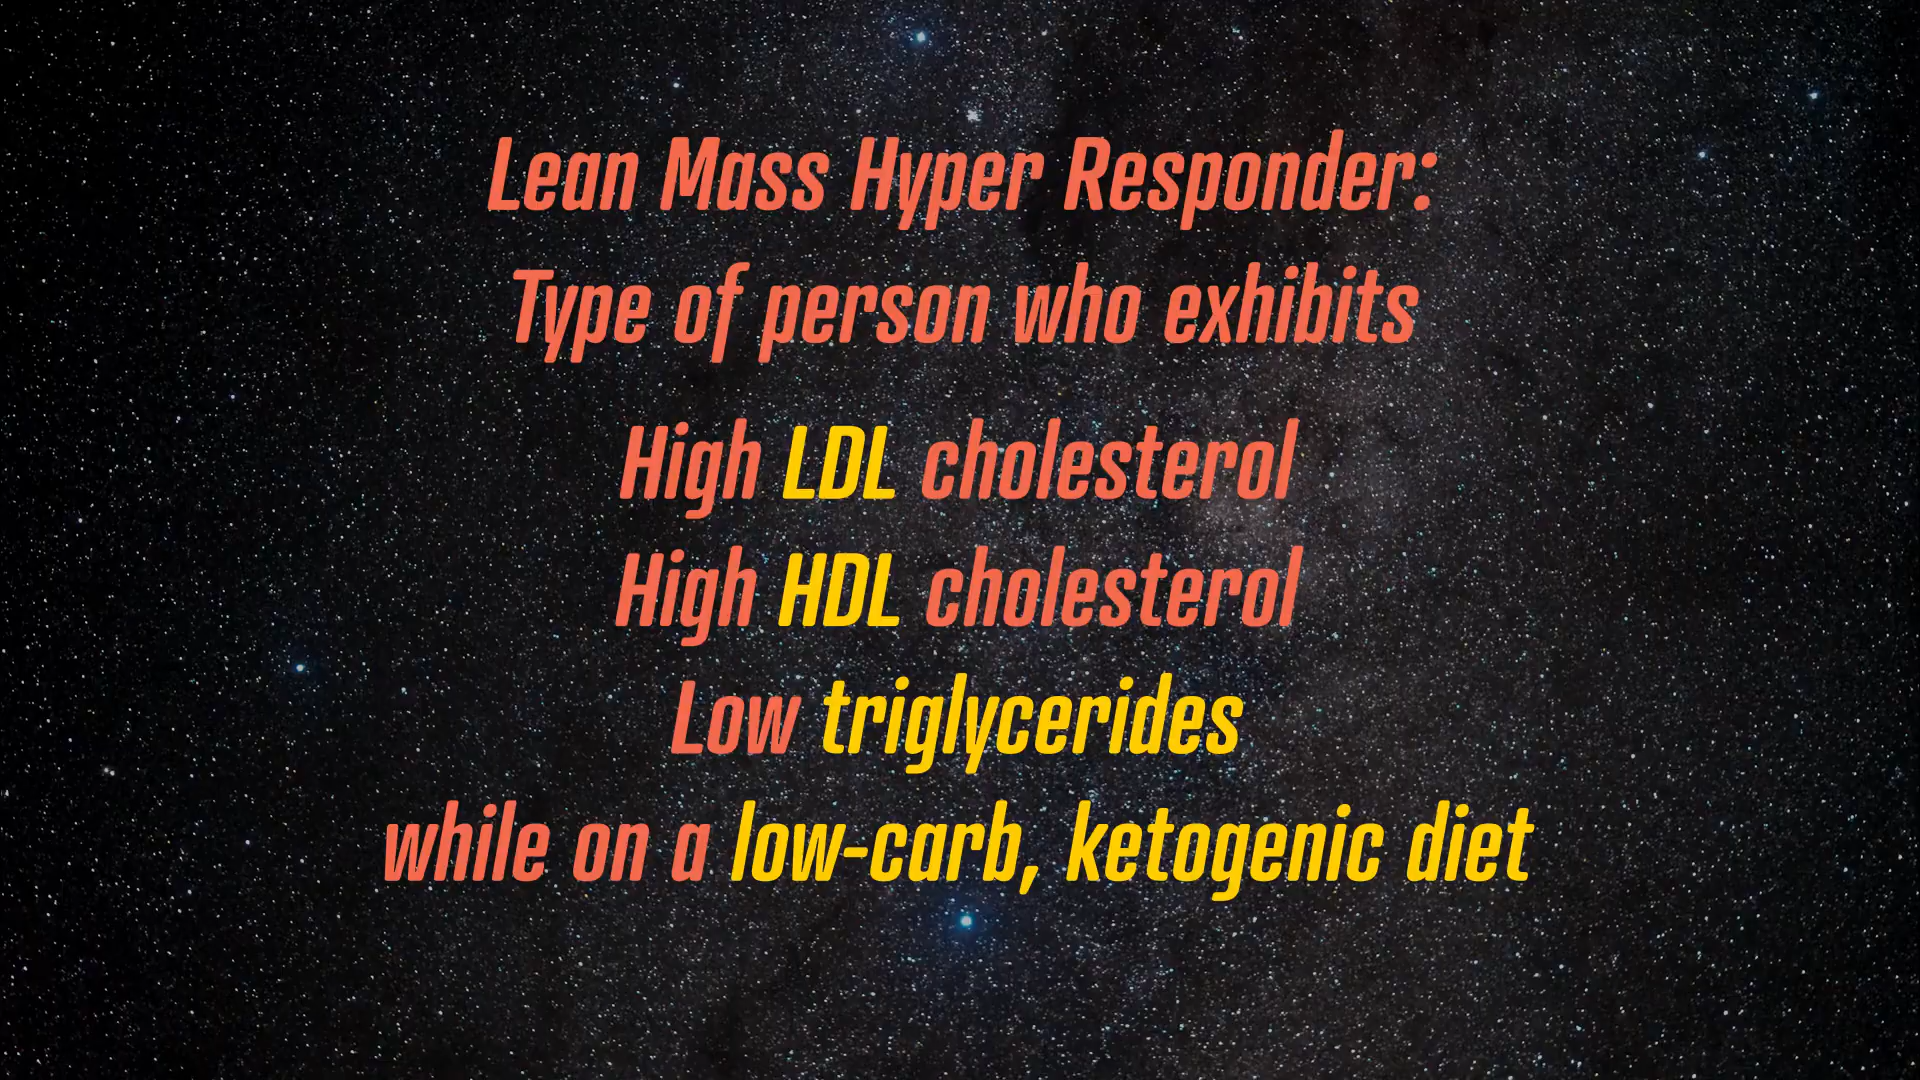 Lean Mass Hyper Responder:
Type of person who exhibits
High LDL cholesterol
High HDL cholesterol
Low triglycerides
while on a low-carb, ketogenic diet